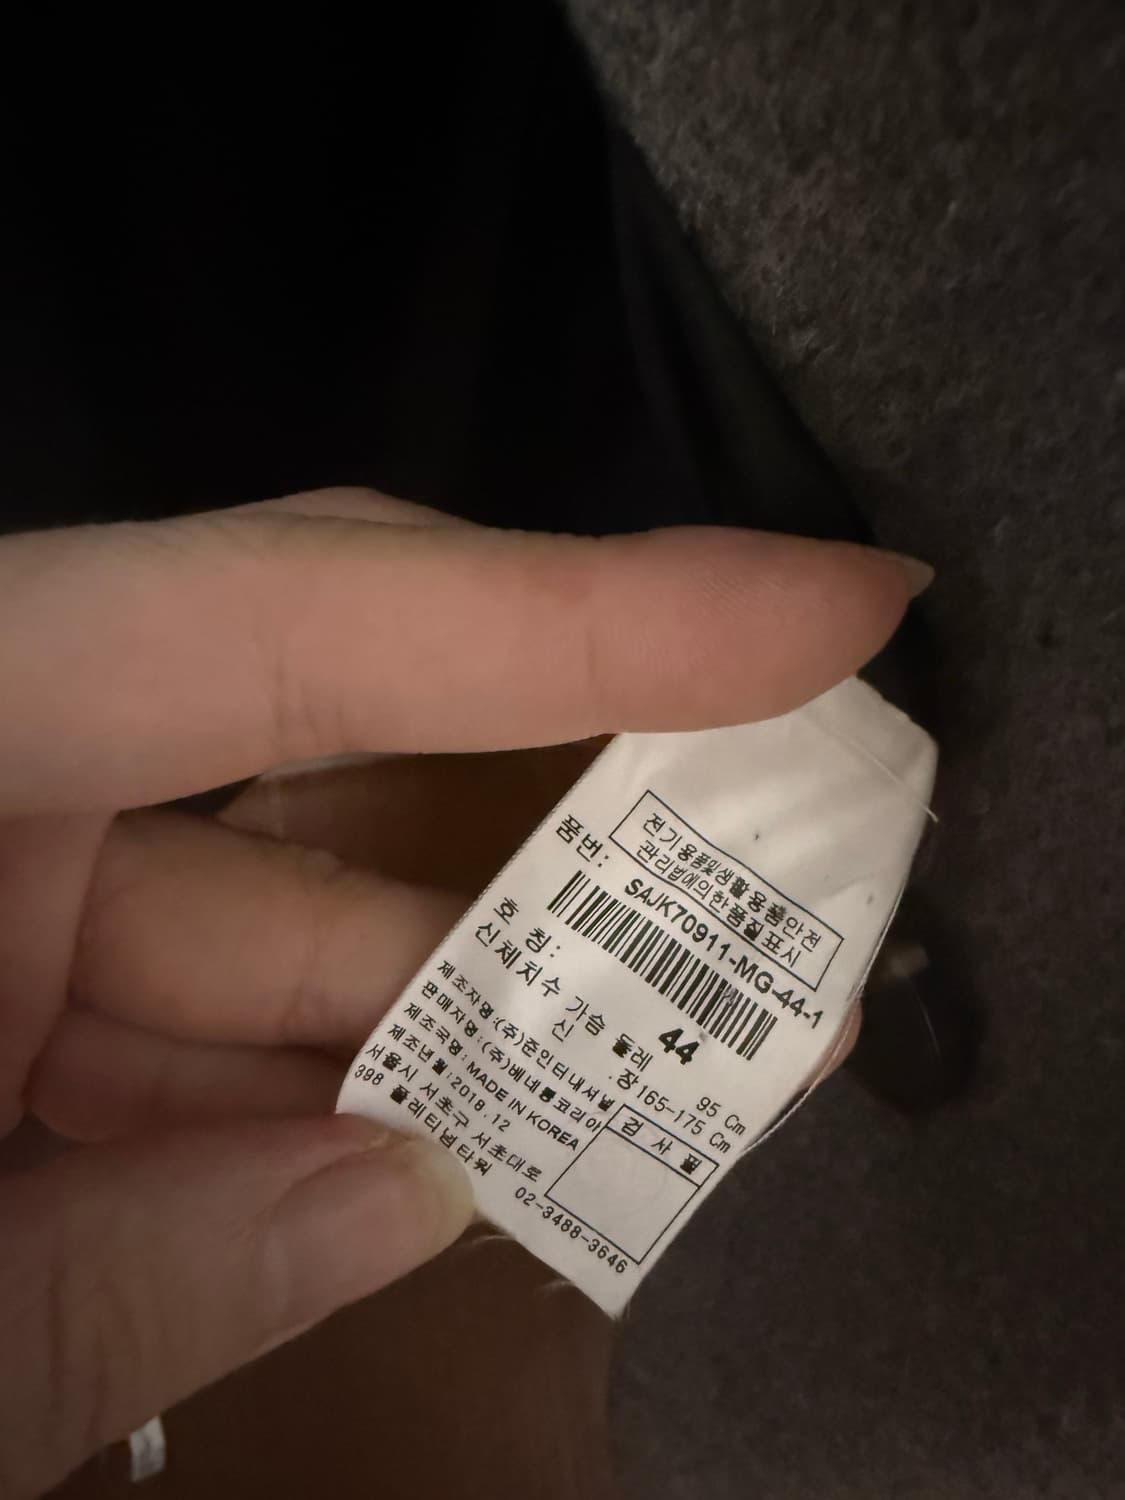 전기용품및생활용품안전
관리법에의한품질표시
품번: SAJK70911-MG-44-1
호 칭: 44
신체치수 가슴 둘레 95 Cm
신 장 165-175 Cm
제조자명:(주)준인터내셔널
판매자명:(주)베네통코리아
제조국명: MADE IN KOREA
제조년월:2018.12
검 사 필
서울시 서초구 서초대로
398 플래티넘타워 02-3488-3646